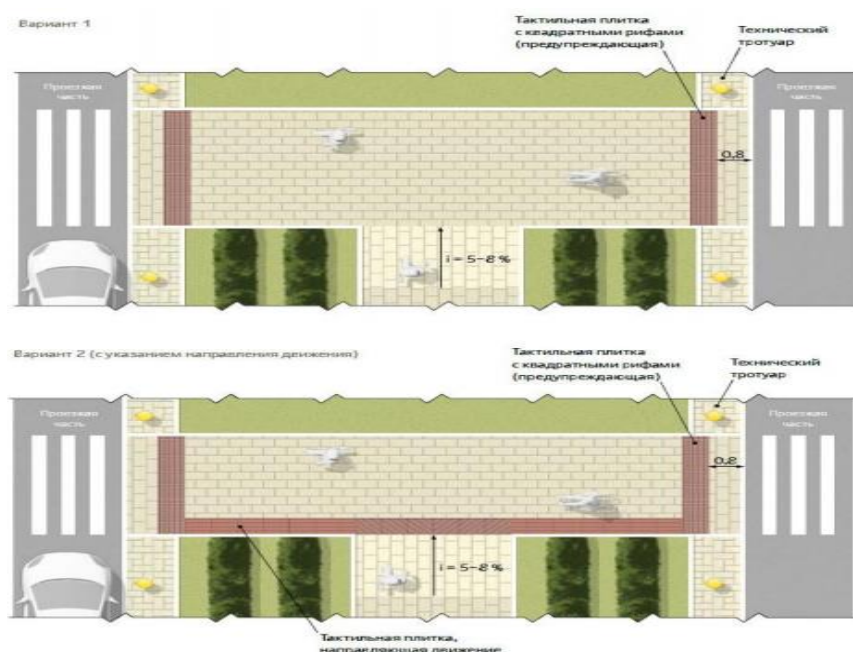 Вариант 1
Тактильная плитка
с квадратными рифами
(предупреждающая)
Технический
тротуар
Проезжая
часть
Проезжая
часть
0,8
i = 5-8 %
Вариант 2 (с указанием направления движения)
Тактильная плитка
с квадратными рифами
(предупреждающая)
Технический
тротуар
Проезжая
часть
Проезжая
часть
0,8
i = 5-8 %
Тактильная плитка,
направляющая движение